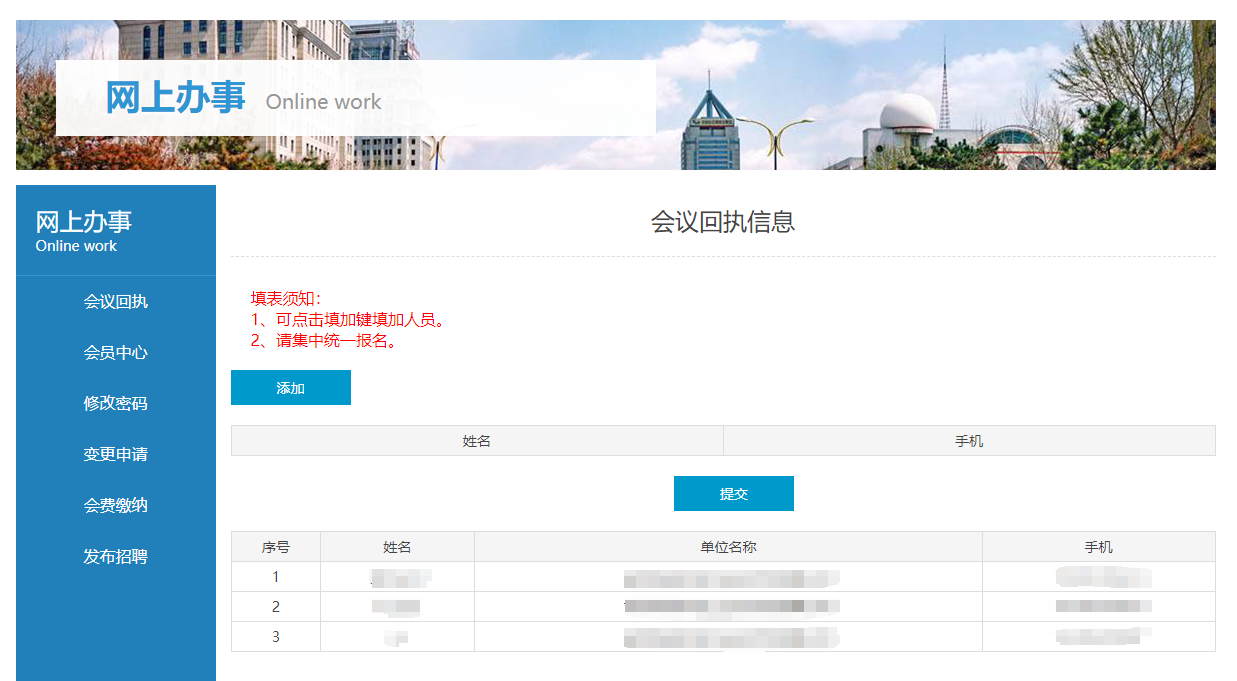 网上办事 Online work
网上办事
Online work
会议回执
会员中心
修改密码
变更申请
会费缴纳
发布招聘
会议回执信息
填表须知：
1、可点击填加键填加人员。
2、请集中统一报名。
添加
姓名 手机
提交
序号 姓名 单位名称 手机
1
2
3